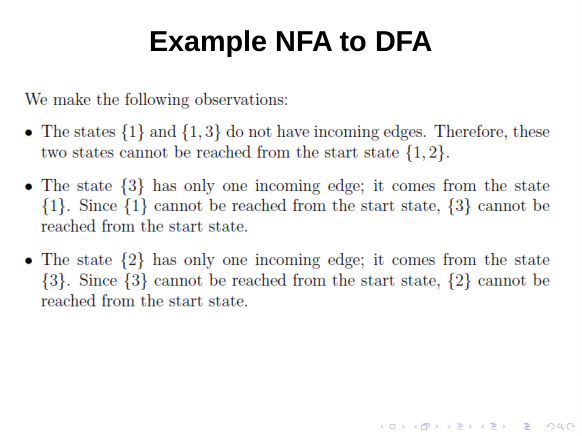 Example NFA to DFA
We make the following observations:
• The states {1} and {1, 3} do not have incoming edges. Therefore, these
two states cannot be reached from the start state {1, 2}.
• The state {3} has only one incoming edge; it comes from the state
{1}. Since {1} cannot be reached from the start state, {3} cannot be
reached from the start state.
• The state {2} has only one incoming edge; it comes from the state
{3}. Since {3} cannot be reached from the start state, {2} cannot be
reached from the start state.